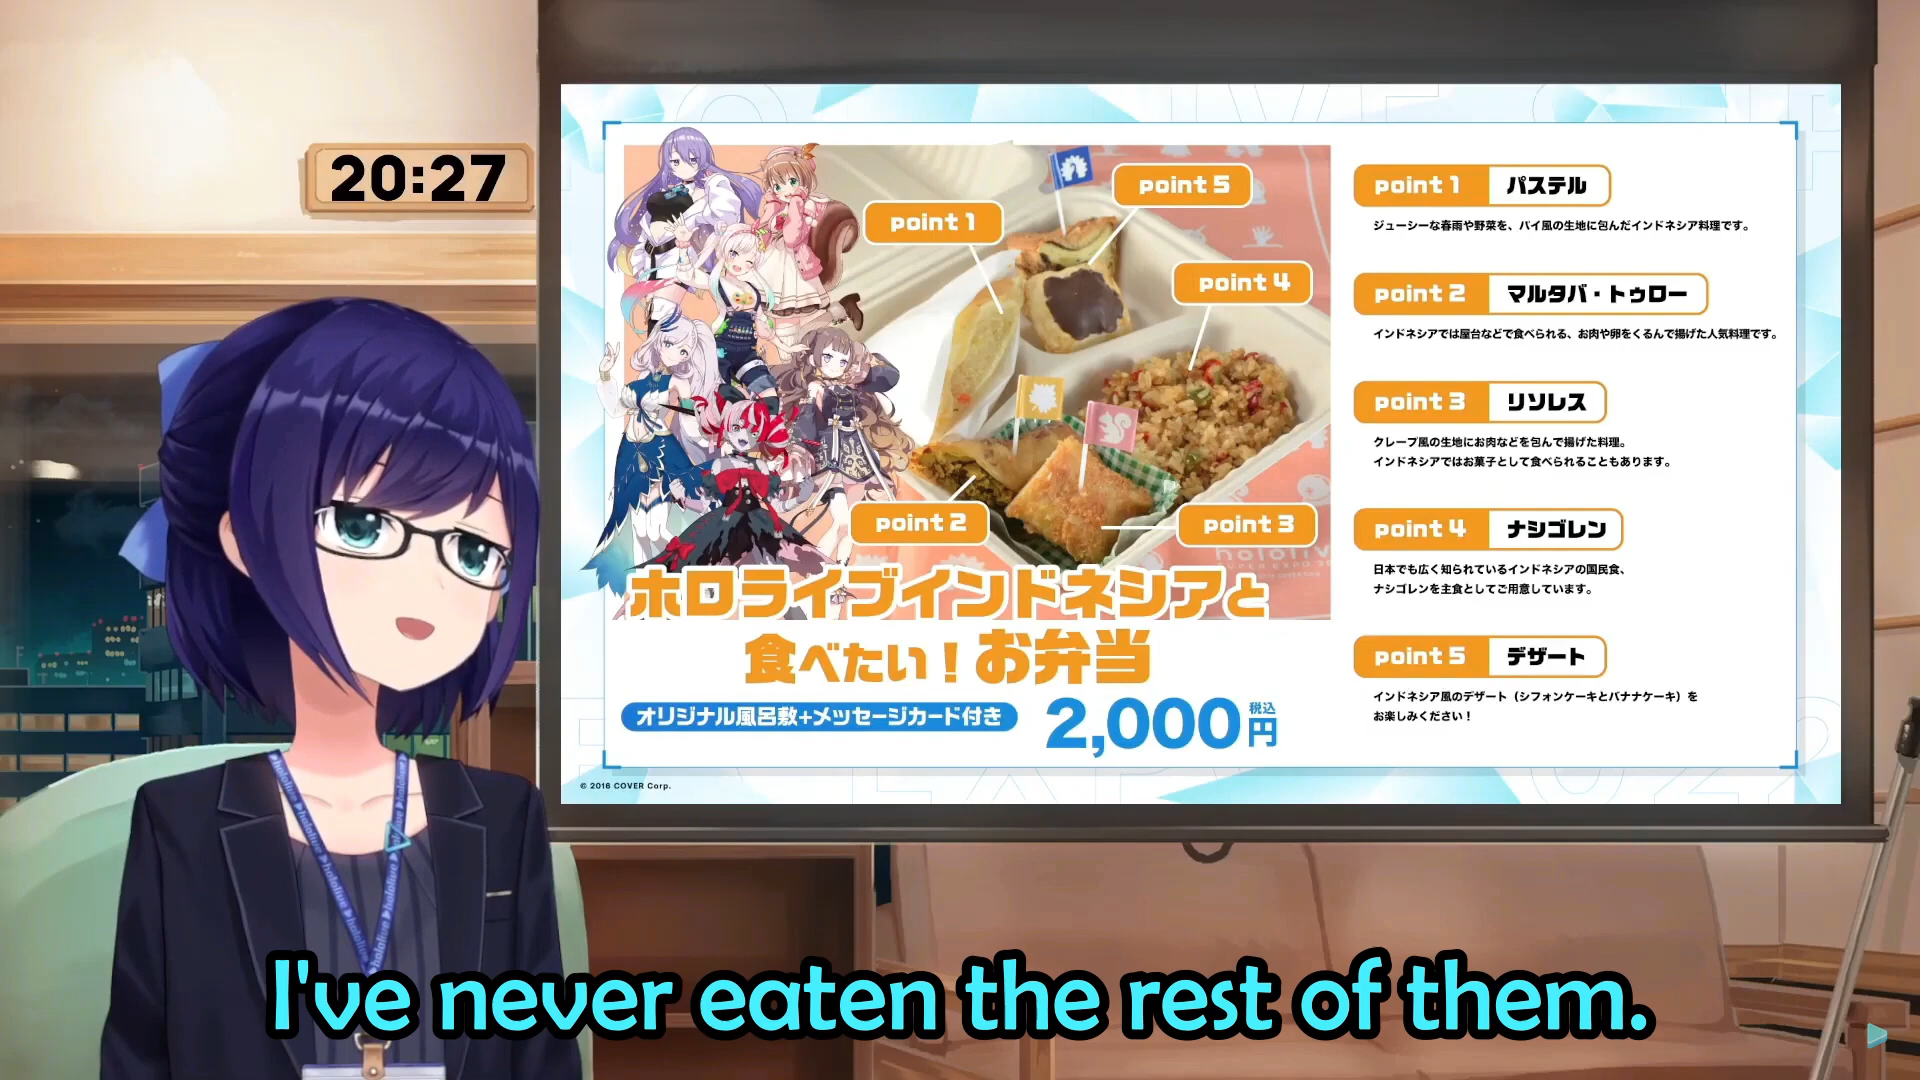 20:27
point 1
point 5
point 4
point 2
point 3
ホロライブインドネシアと
食べたい！お弁当
オリジナル風呂敷+メッセージカード付き
2,000円 税込
point 1 パステル
ジューシーな春雨や野菜を、パイ風の生地に包んだインドネシア料理です。
point 2 マルタバ・トゥロー
インドネシアでは屋台などで食べられる、お肉や卵をくるんで揚げた人気料理です。
point 3 リソレス
クレープ風の生地にお肉などを包んで揚げた料理。
インドネシアではお菓子として食べられることもあります。
point 4 ナシゴレン
日本でも広く知られているインドネシアの国民食、
ナシゴレンを主食としてご用意しています。
point 5 デザート
インドネシア風のデザート（シフォンケーキとバナナケーキ）を
お楽しみください！
© 2016 COVER Corp.
hololive hololive hololive hololive
I've never eaten the rest of them.